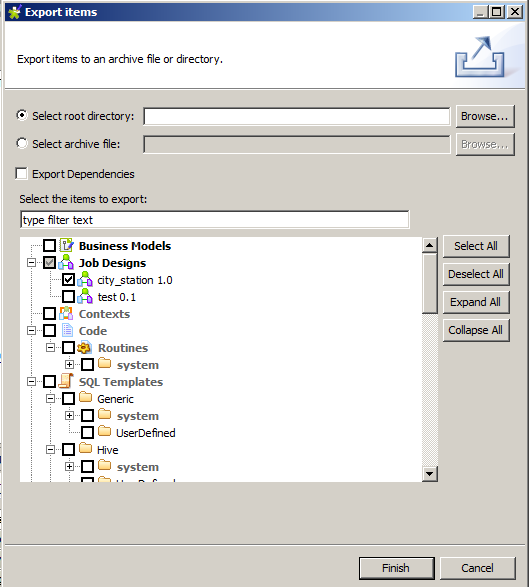 Export items
Export items to an archive file or directory.
Select root directory:
Browse...
Select archive file:
Browse...
Export Dependencies
Select the items to export:
type filter text
Business Models
Job Designs
city_station 1.0
test 0.1
Contexts
Code
Routines
system
SQL Templates
Generic
system
UserDefined
Hive
system
Select All
Deselect All
Expand All
Collapse All
Finish
Cancel